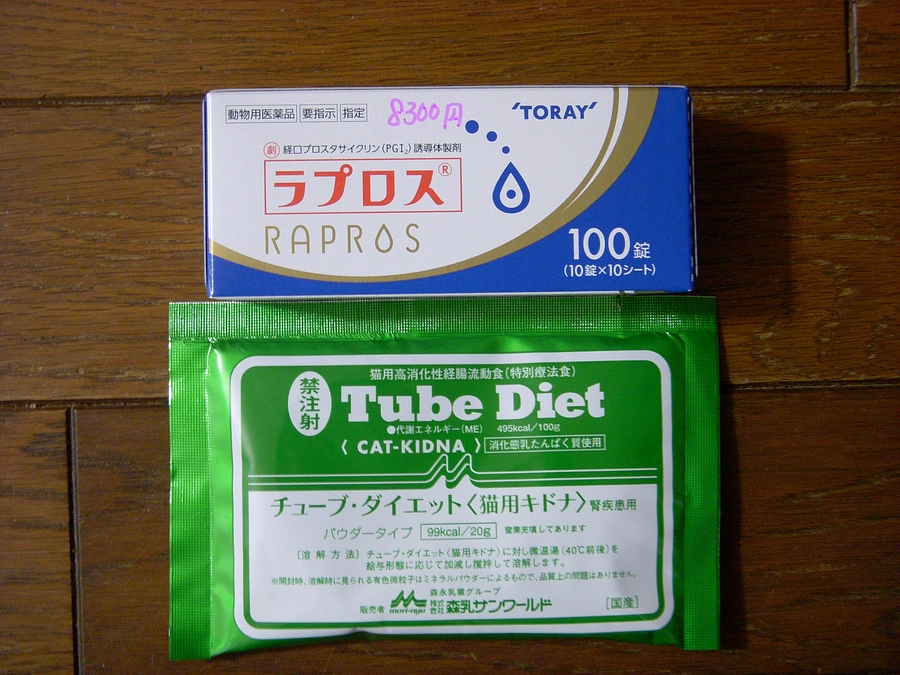 動物用医薬品 要指示 指定 8300円
'TORAY'
劇 経口プロスタサイクリン(PGI₂)誘導体製剤
ラプロス®
RAPROS
100錠
(10錠×10シート)
猫用高消化性経腸流動食(特別療法食)
禁注射
Tube Diet
●代謝エネルギー(ME) 495kcal/100g
〈 CAT-KIDNA 〉 消化態乳たんぱく質使用
チューブ・ダイエット〈猫用キドナ〉腎疾患用
パウダータイプ 99kcal/20g 窒素充填してあります
〔溶解方法〕チューブ・ダイエット〈猫用キドナ〉に対し微温湯(40℃前後)を
給与形態に応じて加減し撹拌して溶解します。
※開封時、溶解時に見られる有色微粒子はミネラルパウダーによるもので、品質上の問題はありません。
森永乳業グループ
販売者 mori-nyu 株式会社 森乳サンワールド [国産]